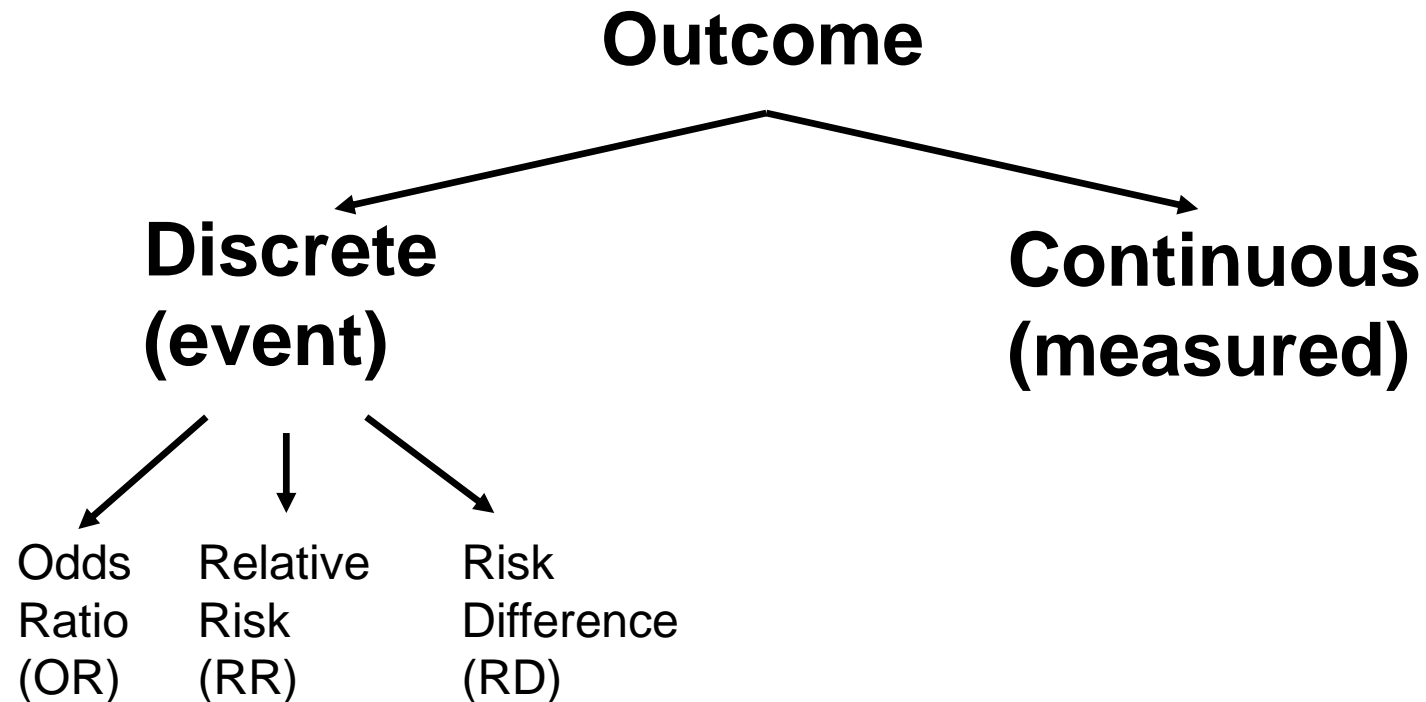 Outcome
Discrete
(event)
Continuous
(measured)
Odds
Ratio
(OR)
Relative
Risk
(RR)
Risk
Difference
(RD)